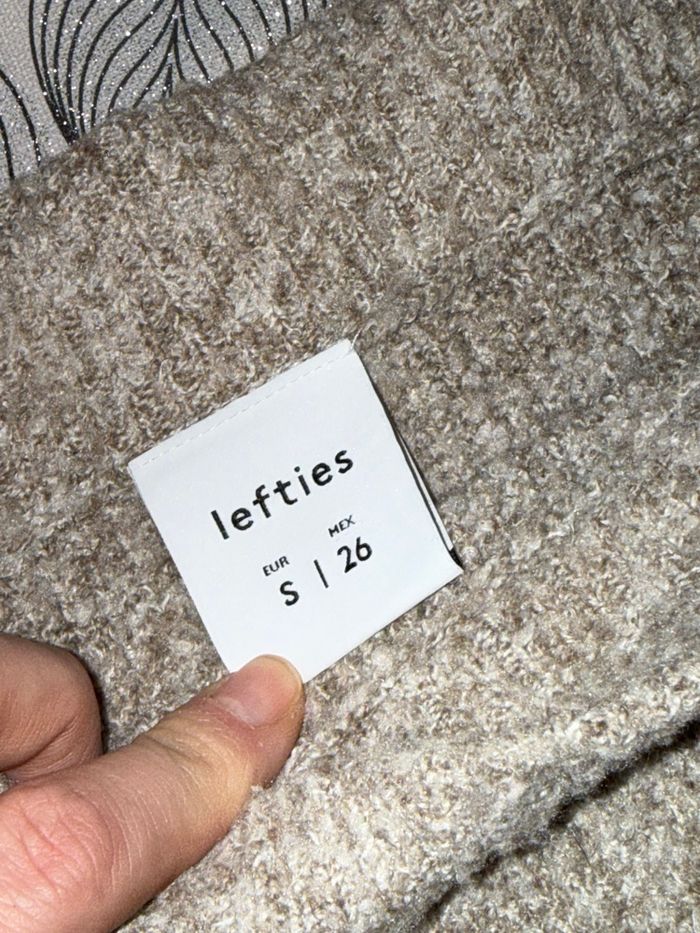 lefties
EUR MEX
S | 26